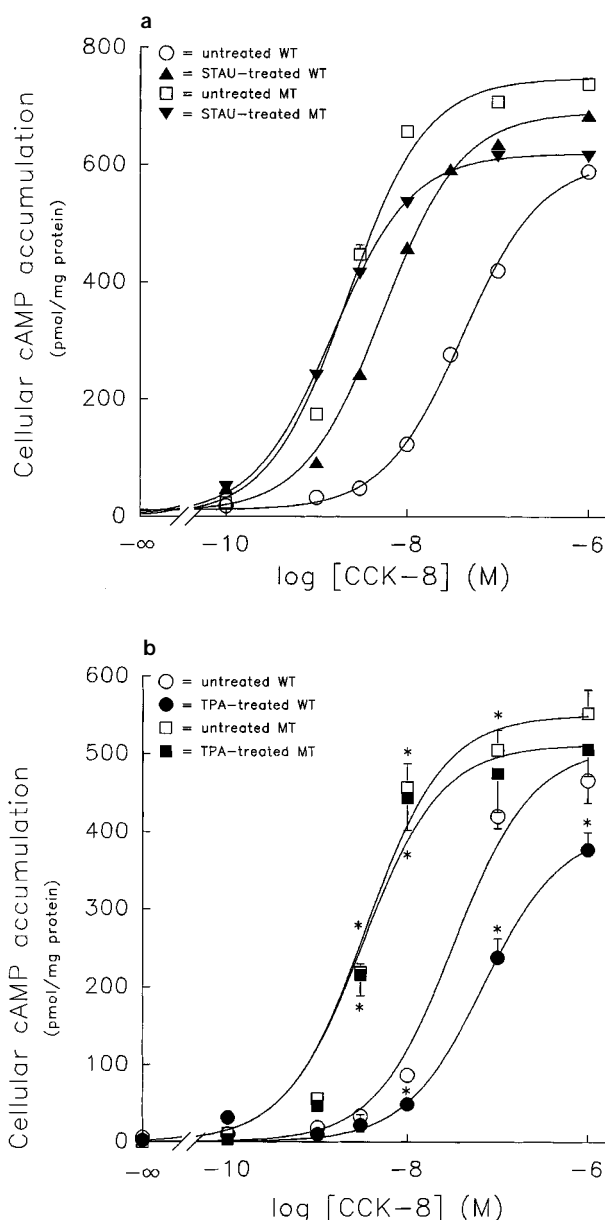 a
800
600
400
200
0
Cellular cAMP accumulation
(pmol/mg protein)
○ = untreated WT
▲ = STAU-treated WT
□ = untreated MT
▼ = STAU-treated MT
−∞ −10 −8 −6
log [CCK-8] (M)
b
600
500
400
300
200
100
0
Cellular cAMP accumulation
(pmol/mg protein)
○ = untreated WT
● = TPA-treated WT
□ = untreated MT
■ = TPA-treated MT
* *
*
* *
*
*
*
−∞ −10 −8 −6
log [CCK-8] (M)